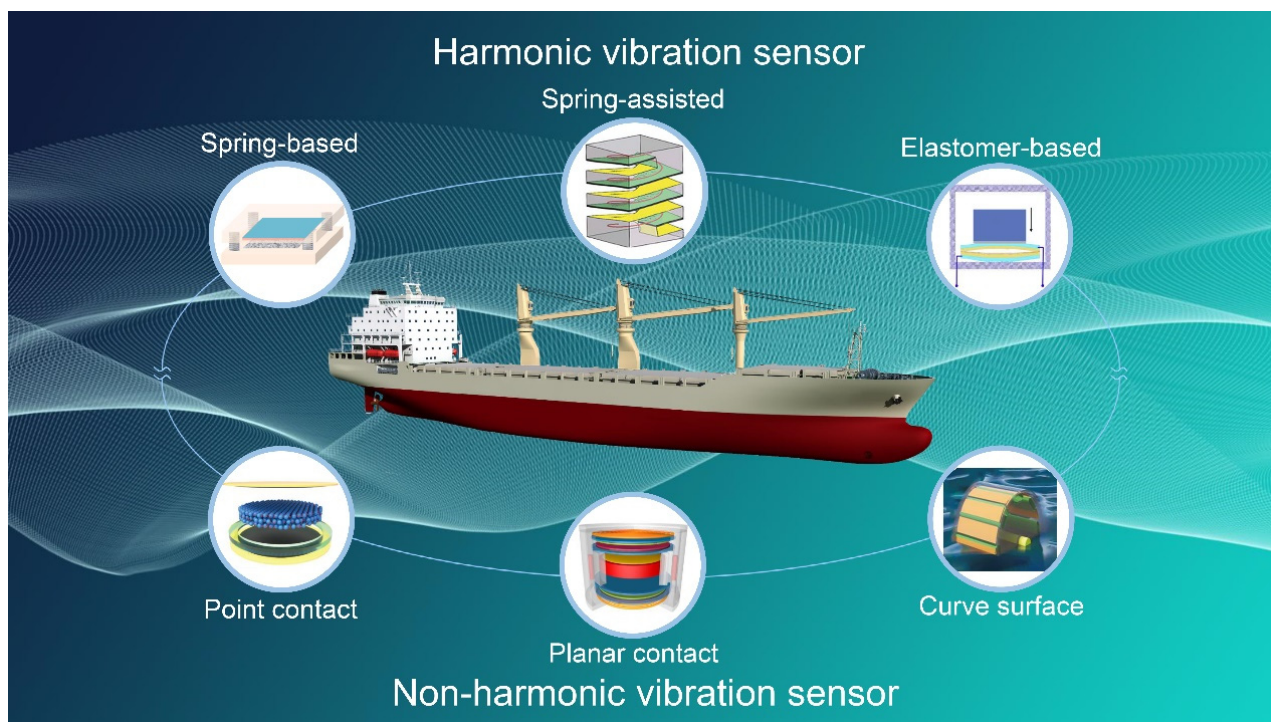 Harmonic vibration sensor
Spring-assisted
Spring-based
Elastomer-based
Point contact
Planar contact
Curve surface
Non-harmonic vibration sensor